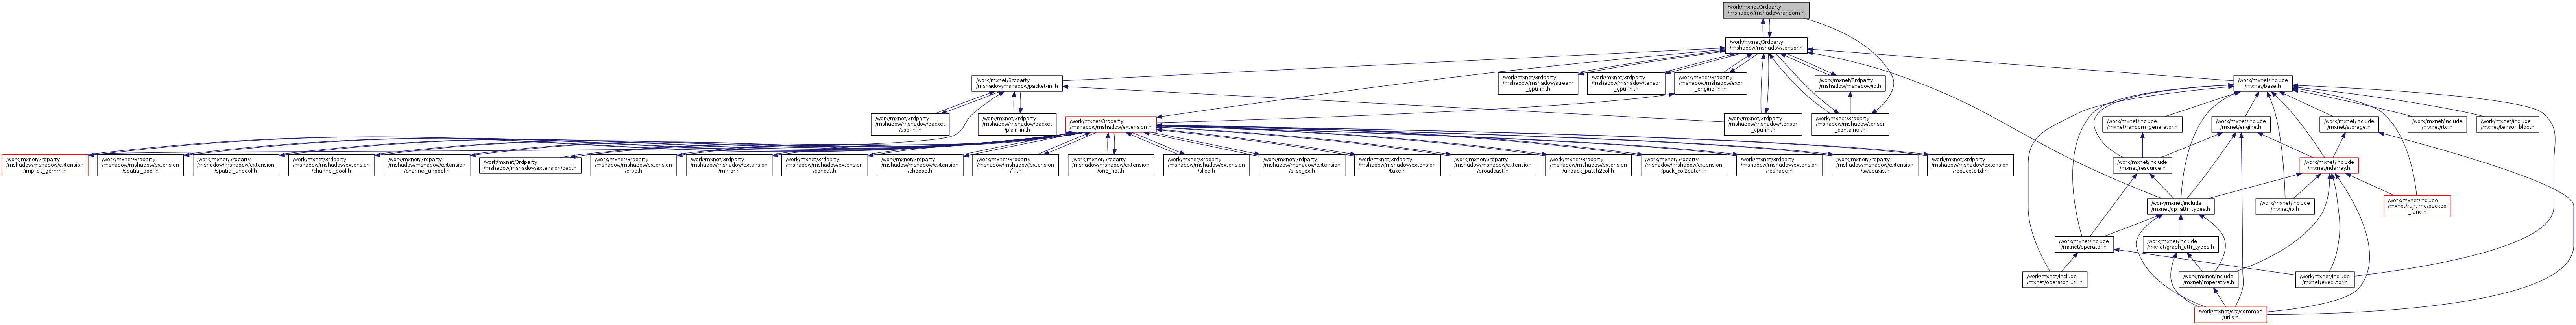 /work/mxnet/3rdparty
/mshadow/mshadow/random.h
/work/mxnet/3rdparty
/mshadow/mshadow/tensor.h
/work/mxnet/3rdparty
/mshadow/mshadow/packet-inl.h
/work/mxnet/3rdparty
/mshadow/mshadow/stream
_gpu-inl.h
/work/mxnet/3rdparty
/mshadow/mshadow/tensor
_gpu-inl.h
/work/mxnet/3rdparty
/mshadow/mshadow/expr
_engine-inl.h
/work/mxnet/3rdparty
/mshadow/mshadow/io.h
/work/mxnet/include
/mxnet/base.h
/work/mxnet/3rdparty
/mshadow/mshadow/packet
/sse-inl.h
/work/mxnet/3rdparty
/mshadow/mshadow/packet
/plain-inl.h
/work/mxnet/3rdparty
/mshadow/mshadow/extension.h
/work/mxnet/3rdparty
/mshadow/mshadow/tensor
_cpu-inl.h
/work/mxnet/3rdparty
/mshadow/mshadow/tensor
_container.h
/work/mxnet/include
/mxnet/random_generator.h
/work/mxnet/include
/mxnet/engine.h
/work/mxnet/include
/mxnet/storage.h
/work/mxnet/include
/mxnet/rtc.h
/work/mxnet/include
/mxnet/tensor_blob.h
/work/mxnet/3rdparty
/mshadow/mshadow/extension
/implicit_gemm.h
/work/mxnet/3rdparty
/mshadow/mshadow/extension
/spatial_pool.h
/work/mxnet/3rdparty
/mshadow/mshadow/extension
/spatial_unpool.h
/work/mxnet/3rdparty
/mshadow/mshadow/extension
/channel_pool.h
/work/mxnet/3rdparty
/mshadow/mshadow/extension
/channel_unpool.h
/work/mxnet/3rdparty
/mshadow/mshadow/extension/pad.h
/work/mxnet/3rdparty
/mshadow/mshadow/extension
/crop.h
/work/mxnet/3rdparty
/mshadow/mshadow/extension
/mirror.h
/work/mxnet/3rdparty
/mshadow/mshadow/extension
/concat.h
/work/mxnet/3rdparty
/mshadow/mshadow/extension
/choose.h
/work/mxnet/3rdparty
/mshadow/mshadow/extension
/fill.h
/work/mxnet/3rdparty
/mshadow/mshadow/extension
/one_hot.h
/work/mxnet/3rdparty
/mshadow/mshadow/extension
/slice.h
/work/mxnet/3rdparty
/mshadow/mshadow/extension
/slice_ex.h
/work/mxnet/3rdparty
/mshadow/mshadow/extension
/take.h
/work/mxnet/3rdparty
/mshadow/mshadow/extension
/broadcast.h
/work/mxnet/3rdparty
/mshadow/mshadow/extension
/unpack_patch2col.h
/work/mxnet/3rdparty
/mshadow/mshadow/extension
/pack_col2patch.h
/work/mxnet/3rdparty
/mshadow/mshadow/extension
/reshape.h
/work/mxnet/3rdparty
/mshadow/mshadow/extension
/swapaxis.h
/work/mxnet/3rdparty
/mshadow/mshadow/extension
/reduceto1d.h
/work/mxnet/include
/mxnet/resource.h
/work/mxnet/include
/mxnet/ndarray.h
/work/mxnet/include
/mxnet/op_attr_types.h
/work/mxnet/include
/mxnet/io.h
/work/mxnet/include
/mxnet/runtime/packed
_func.h
/work/mxnet/include
/mxnet/operator.h
/work/mxnet/include
/mxnet/graph_attr_types.h
/work/mxnet/include
/mxnet/operator_util.h
/work/mxnet/include
/mxnet/imperative.h
/work/mxnet/include
/mxnet/executor.h
/work/mxnet/src/common
/utils.h